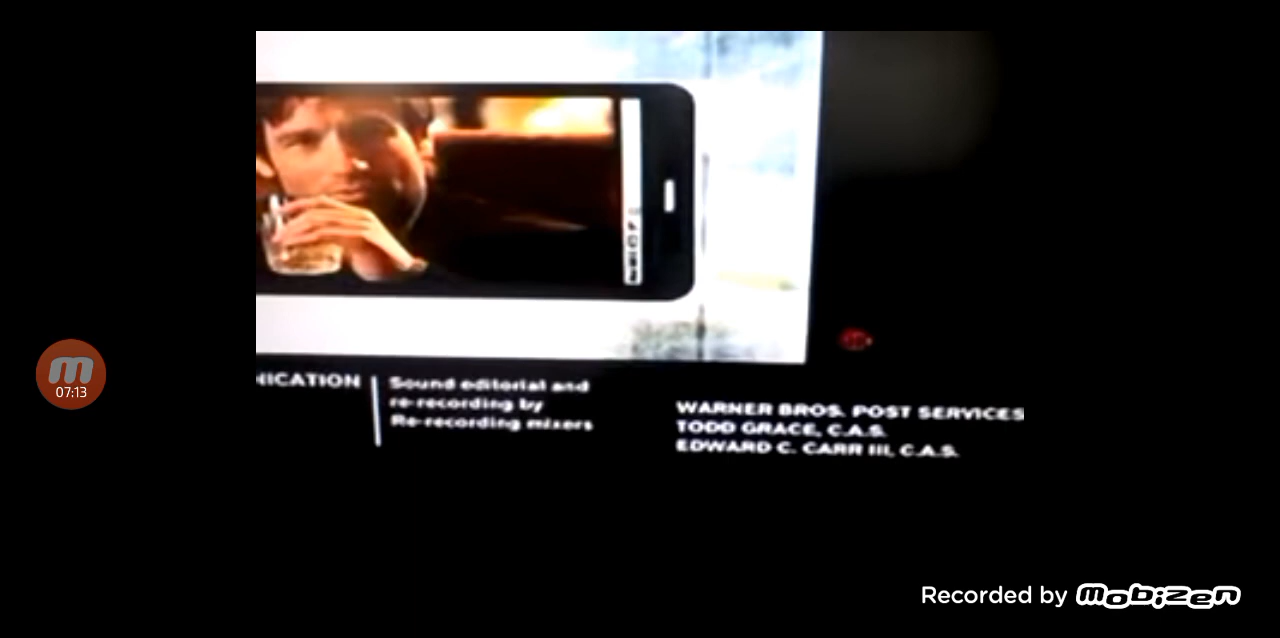 NICATION
Sound editorial and
re-recording by
Re-recording mixers
WARNER BROS. POST SERVICES
TODD GRACE, C.A.S.
EDWARD C. CARR III, C.A.S.
07:13
Recorded by mobizen